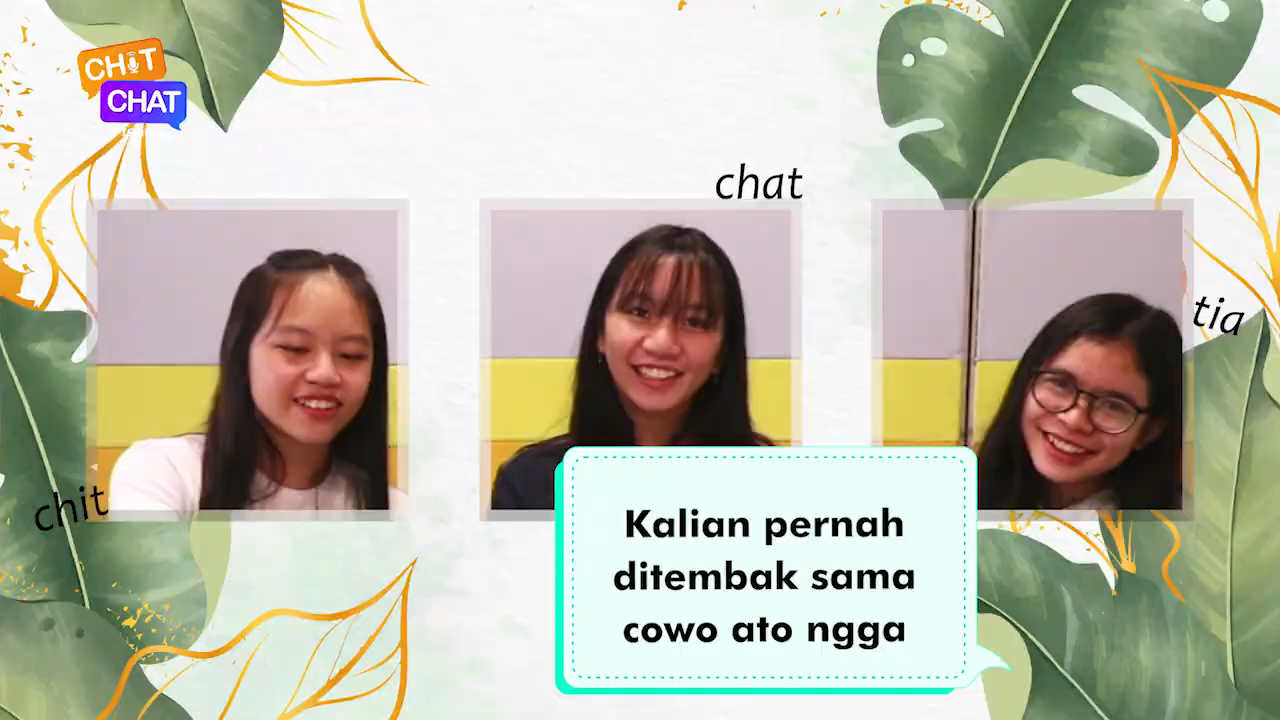 CHIT
CHAT
chat
tia
chit
Kalian pernah
ditembak sama
cowo ato ngga